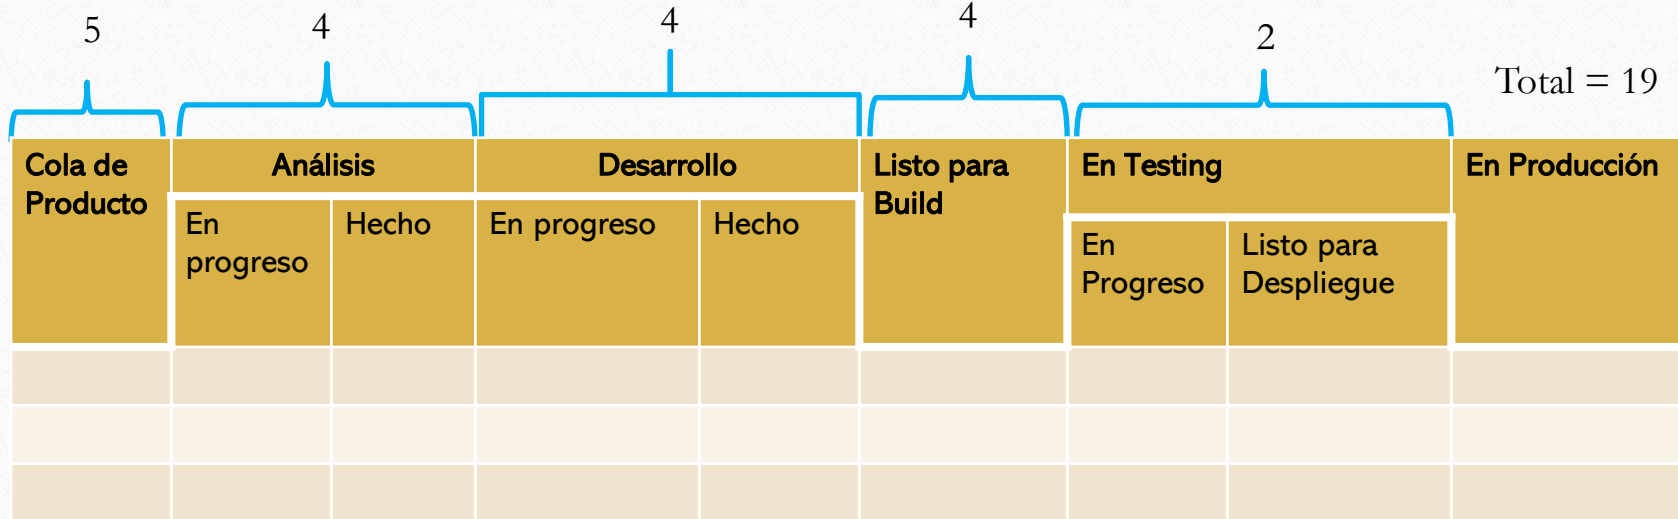 5
4
4
4
2
Total = 19
Cola de
Producto
Análisis
Desarrollo
Listo para
Build
En Testing
En Producción
En
progreso
Hecho
En progreso
Hecho
En
Progreso
Listo para
Despliegue